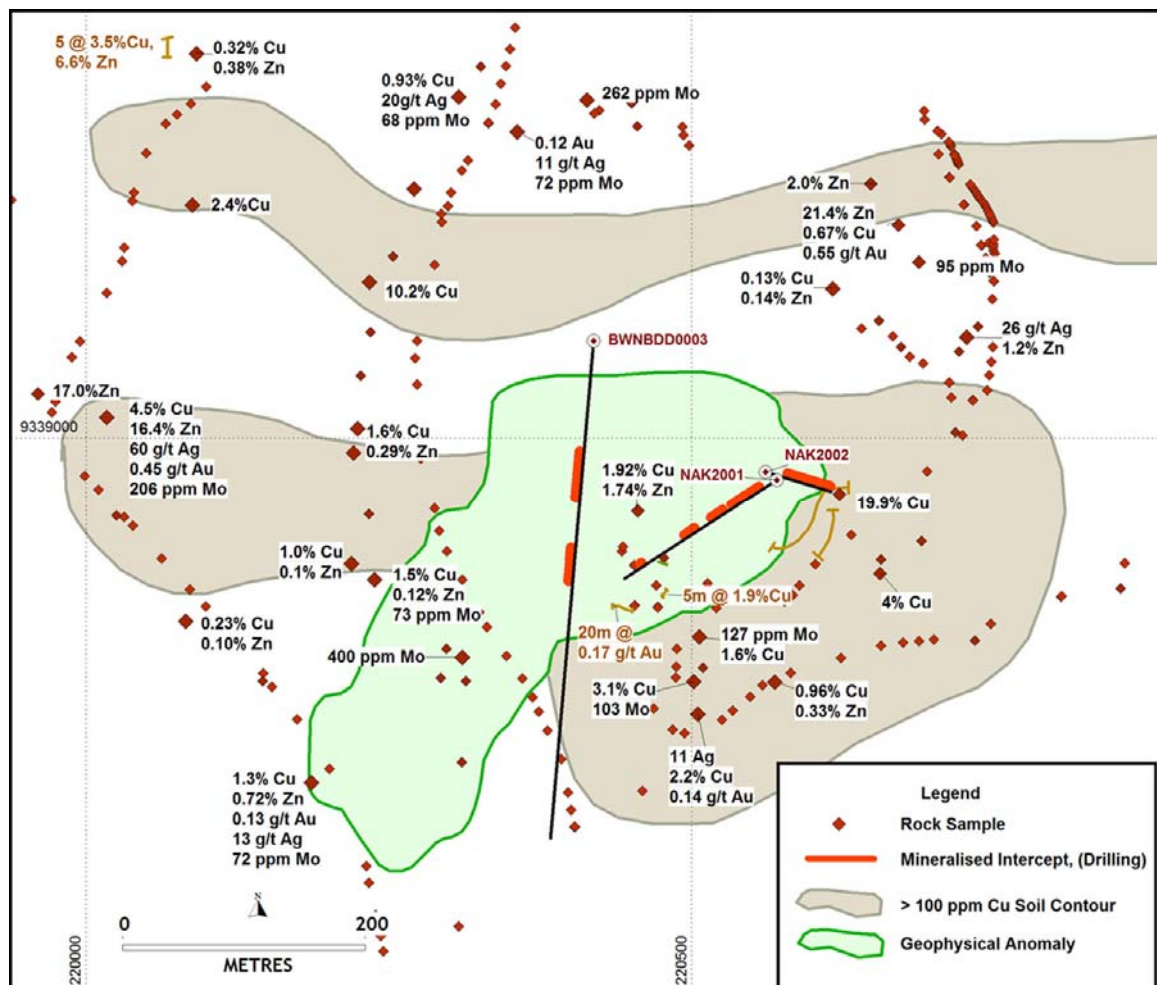 5 @ 3.5%Cu,
6.6% Zn
0.32% Cu
0.38% Zn
0.93% Cu
20g/t Ag
68 ppm Mo
262 ppm Mo
0.12 Au
11 g/t Ag
72 ppm Mo
2.4%Cu
2.0% Zn
21.4% Zn
0.67% Cu
0.55 g/t Au
95 ppm Mo
10.2% Cu
0.13% Cu
0.14% Zn
BWNBDD0003
26 g/t Ag
1.2% Zn
17.0%Zn
4.5% Cu
16.4% Zn
60 g/t Ag
0.45 g/t Au
206 ppm Mo
9339000
1.6% Cu
0.29% Zn
NAK2002
NAK2001
1.92% Cu
1.74% Zn
19.9% Cu
1.0% Cu
0.1% Zn
1.5% Cu
0.12% Zn
73 ppm Mo
5m @ 1.9%Cu
4% Cu
0.23% Cu
0.10% Zn
20m @
0.17 g/t Au
127 ppm Mo
1.6% Cu
400 ppm Mo
3.1% Cu
103 Mo
0.96% Cu
0.33% Zn
11 Ag
2.2% Cu
0.14 g/t Au
1.3% Cu
0.72% Zn
0.13 g/t Au
13 g/t Ag
72 ppm Mo
N
0 200
METRES
220000
220500
Legend
Rock Sample
Mineralised Intercept, (Drilling)
> 100 ppm Cu Soil Contour
Geophysical Anomaly